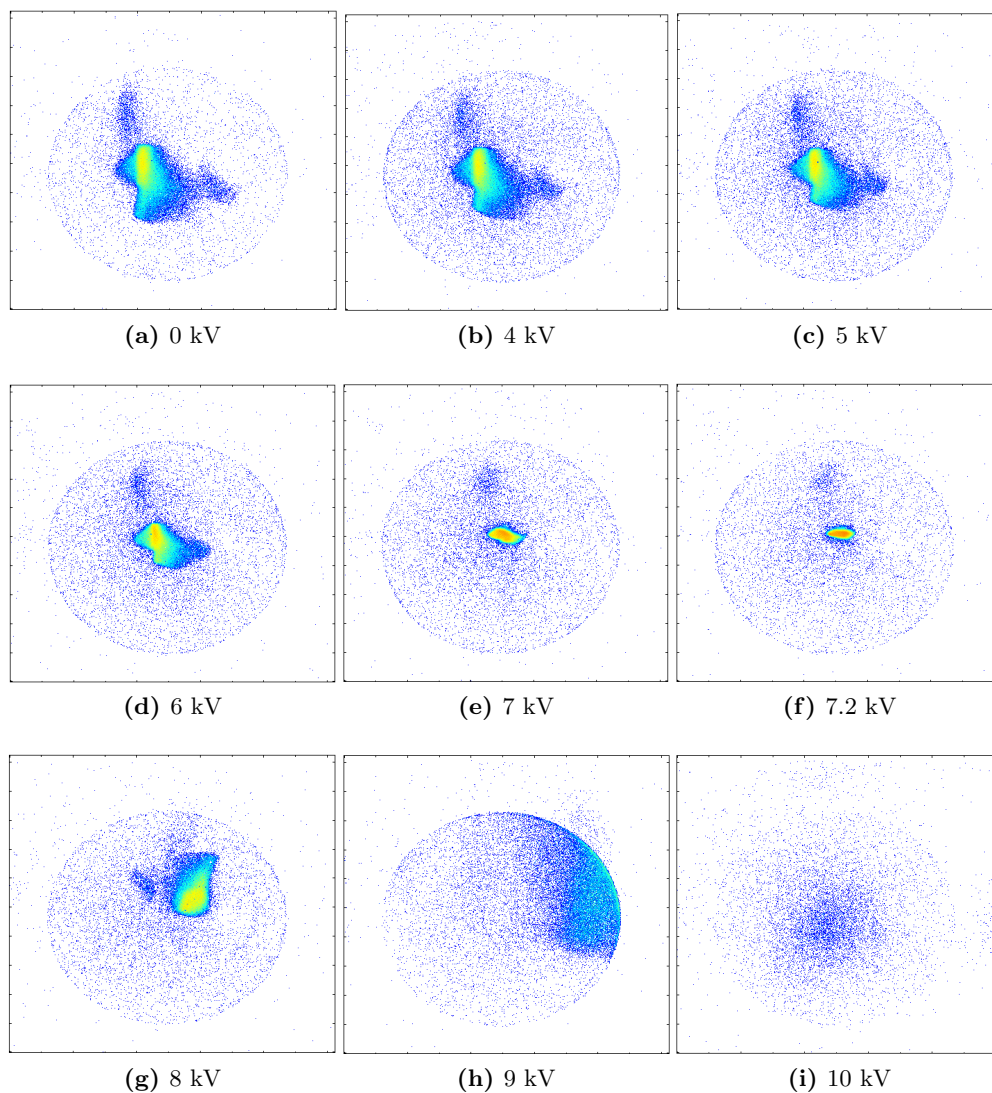 (a) 0 kV
(b) 4 kV
(c) 5 kV
(d) 6 kV
(e) 7 kV
(f) 7.2 kV
(g) 8 kV
(h) 9 kV
(i) 10 kV